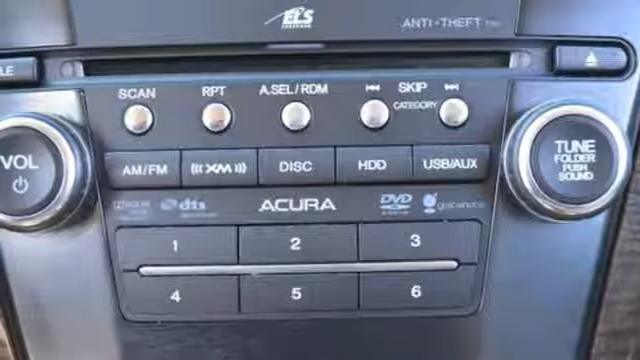 ELS ANTI·THEFT
LE
SCAN RPT A.SEL/RDM SKIP
CATEGORY
VOL
AM/FM XM DISC HDD USB/AUX
TUNE
FOLDER
PUSH
SOUND
dts ACURA DVD
1 2 3
4 5 6